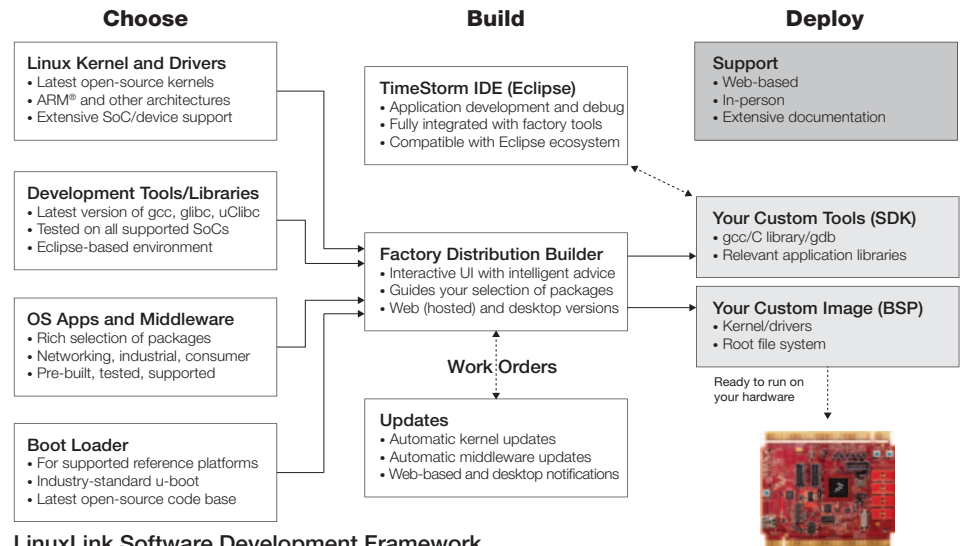 Choose
Linux Kernel and Drivers
• Latest open-source kernels
• ARM® and other architectures
• Extensive SoC/device support
Development Tools/Libraries
• Latest version of gcc, glibc, uClibc
• Tested on all supported SoCs
• Eclipse-based environment
OS Apps and Middleware
• Rich selection of packages
• Networking, industrial, consumer
• Pre-built, tested, supported
Boot Loader
• For supported reference platforms
• Industry-standard u-boot
• Latest open-source code base
Build
TimeStorm IDE (Eclipse)
• Application development and debug
• Fully integrated with factory tools
• Compatible with Eclipse ecosystem
Factory Distribution Builder
• Interactive UI with intelligent advice
• Guides your selection of packages
• Web (hosted) and desktop versions
Work Orders
Updates
• Automatic kernel updates
• Automatic middleware updates
• Web-based and desktop notifications
Deploy
Support
• Web-based
• In-person
• Extensive documentation
Your Custom Tools (SDK)
• gcc/C library/gdb
• Relevant application libraries
Your Custom Image (BSP)
• Kernel/drivers
• Root file system
Ready to run on
your hardware
LinuxLink Software Development Framework